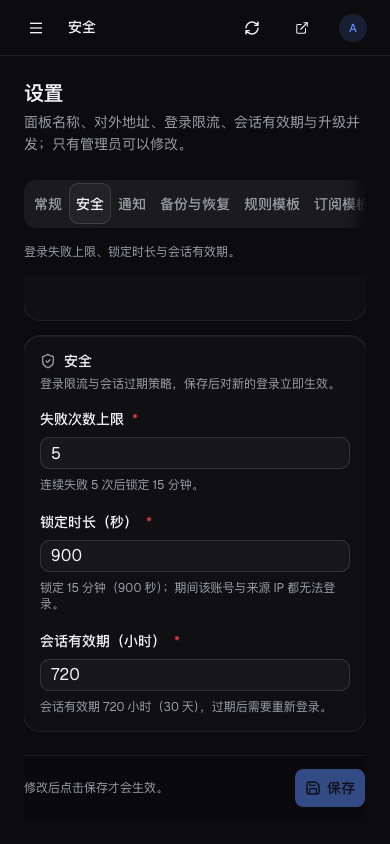 安全
A
设置
面板名称、对外地址、登录限流、会话有效期与升级并
发；只有管理员可以修改。
常规 安全 通知 备份与恢复 规则模板 订阅模板
登录失败上限、锁定时长与会话有效期。
安全
登录限流与会话过期策略，保存后对新的登录立即生效。
失败次数上限 *
5
连续失败 5 次后锁定 15 分钟。
锁定时长（秒） *
900
锁定 15 分钟（900 秒）；期间该账号与来源 IP 都无法登
录。
会话有效期（小时） *
720
会话有效期 720 小时（30 天），过期后需要重新登录。
修改后点击保存才会生效。
保存